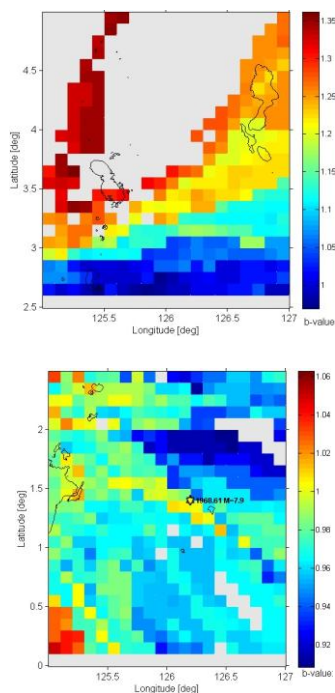 Latitude [deg]
4.5
4
3.5
3
2.5
125.5 126 126.5 127
Longitude [deg]
1.35
1.3
1.25
1.2
1.15
1.1
1.05
1
b-value
Latitude [deg]
2
1.5
1
0.5
0
1968.61 M=7.9
125.5 126 126.5 127
Longitude [deg]
1.06
1.04
1.02
1
0.98
0.96
0.94
0.92
b-value: